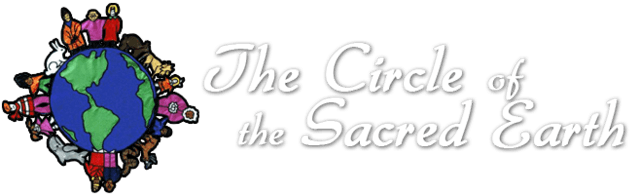 The Circle of
the Sacred Earth